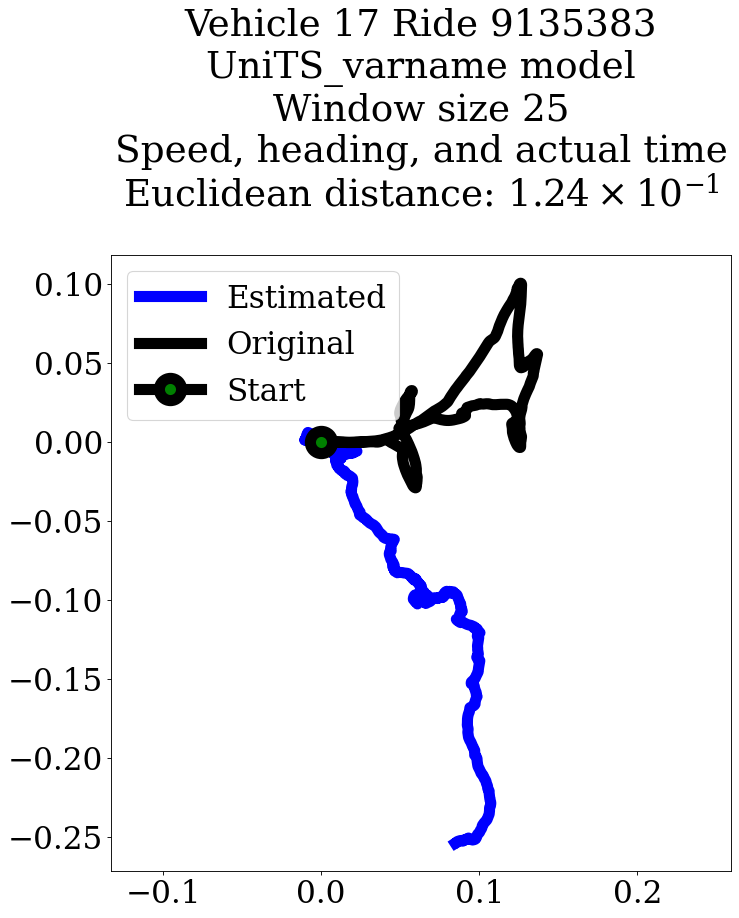 Vehicle 17 Ride 9135383
UniTS_varname model
Window size 25
Speed, heading, and actual time
Euclidean distance: 1.24 × 10⁻¹
Estimated
Original
Start
0.10
0.05
0.00
−0.05
−0.10
−0.15
−0.20
−0.25
−0.1 0.0 0.1 0.2